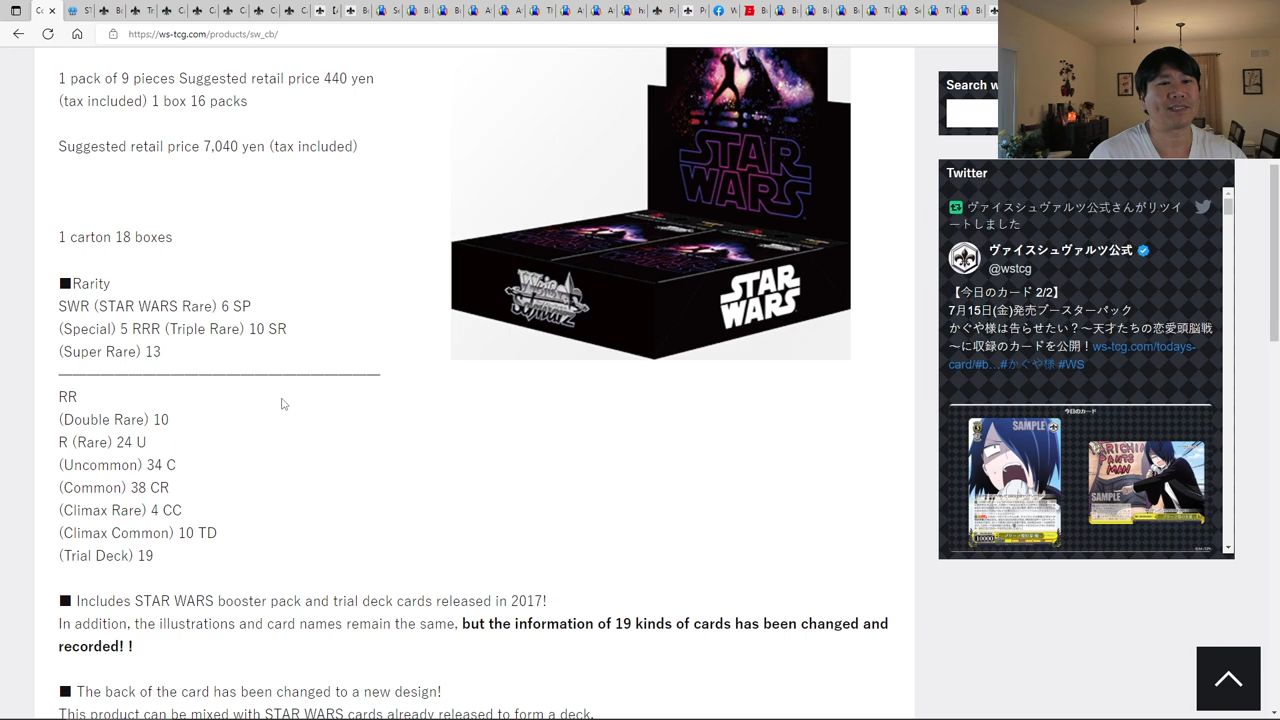 https://ws-tcg.com/products/sw_cb/
1 pack of 9 pieces Suggested retail price 440 yen
(tax included) 1 box 16 packs
Suggested retail price 7,040 yen (tax included)
1 carton 18 boxes
■Rarity
SWR (STAR WARS Rare) 6 SP
(Special) 5 RRR (Triple Rare) 10 SR
(Super Rare) 13
RR
(Double Rare) 10
R (Rare) 24 U
(Uncommon) 34 C
(Common) 38 CR
(Climax Rare) 4 CC
(Climax Common) 10 TD
(Trial Deck) 19
■ Includes STAR WARS booster pack and trial deck cards released in 2017!
In addition, the illustrations and card names remain the same, but the information of 19 kinds of cards has been changed and
recorded! !
■ The back of the card has been changed to a new design!
This product can be mixed with STAR WARS cards already released to form a deck.
STAR
WARS
Weiß
Schwarz
STAR
WARS
Search w
Twitter
ヴァイスシュヴァルツ公式さんがリツイ
ートしました
ヴァイスシュヴァルツ公式
@wstcg
【今日のカード 2/2】
7月15日(金)発売ブースターパック
かぐや様は告らせたい？～天才たちの恋愛頭脳戦
～に収録のカードを公開！ws-tcg.com/todays-
card/#b…#かぐや様 #WS
今日のカード
SAMPLE
10000
ARICHIN
PANTS
MAN
SAMPLE